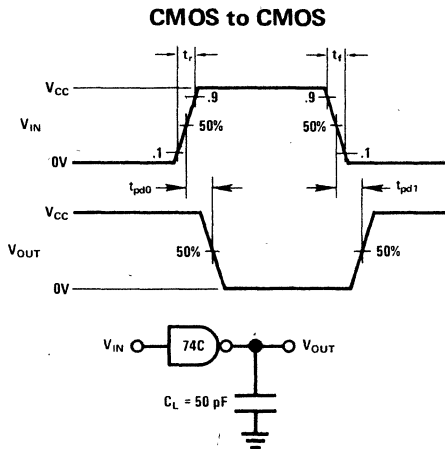 CMOS to CMOS
t_r
t_f
V_CC
.9
.9
V_IN
50%
50%
.1
.1
0V
t_pd0
t_pd1
V_CC
V_OUT
50%
50%
0V
V_IN
74C
V_OUT
C_L = 50 pF